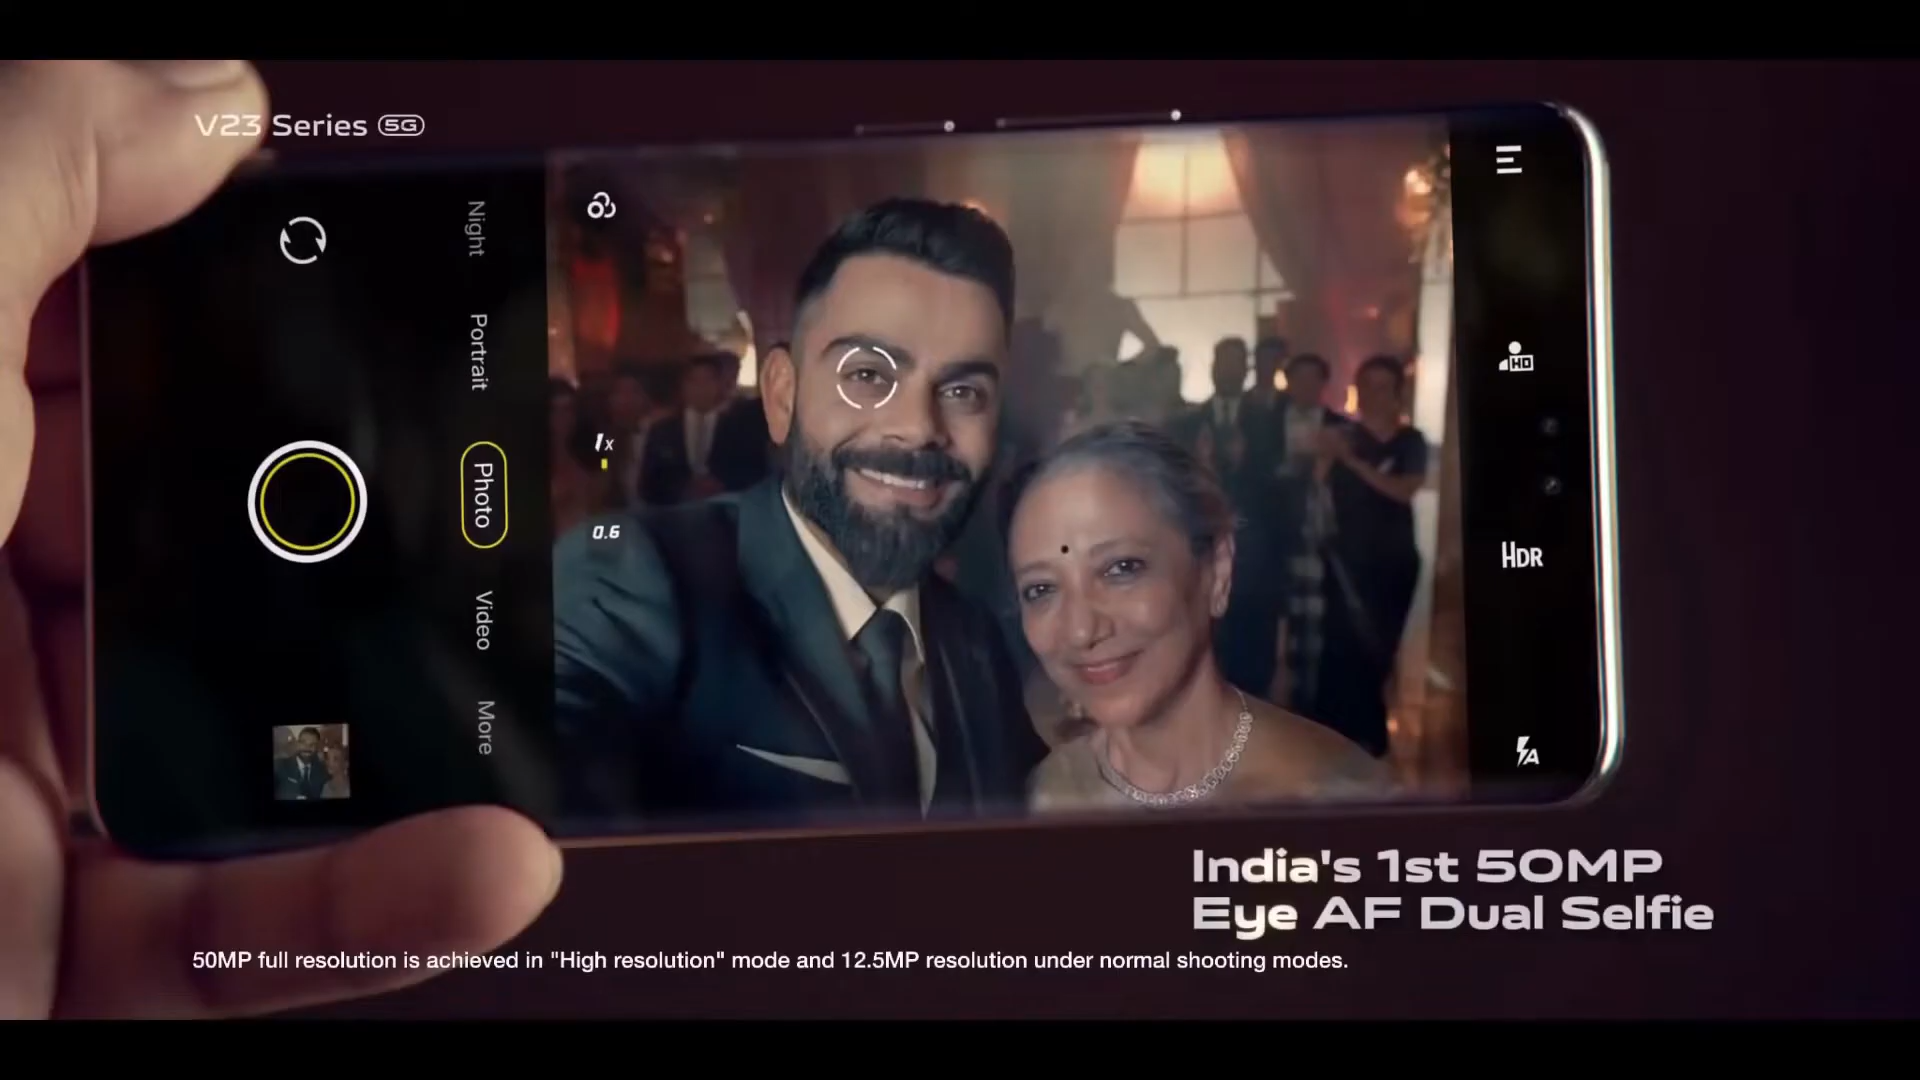 V23 Series 5G
Night
Portrait
Photo
Video
More
1x
0.6
HD
HDR
A
India's 1st 50MP
Eye AF Dual Selfie
50MP full resolution is achieved in "High resolution" mode and 12.5MP resolution under normal shooting modes.